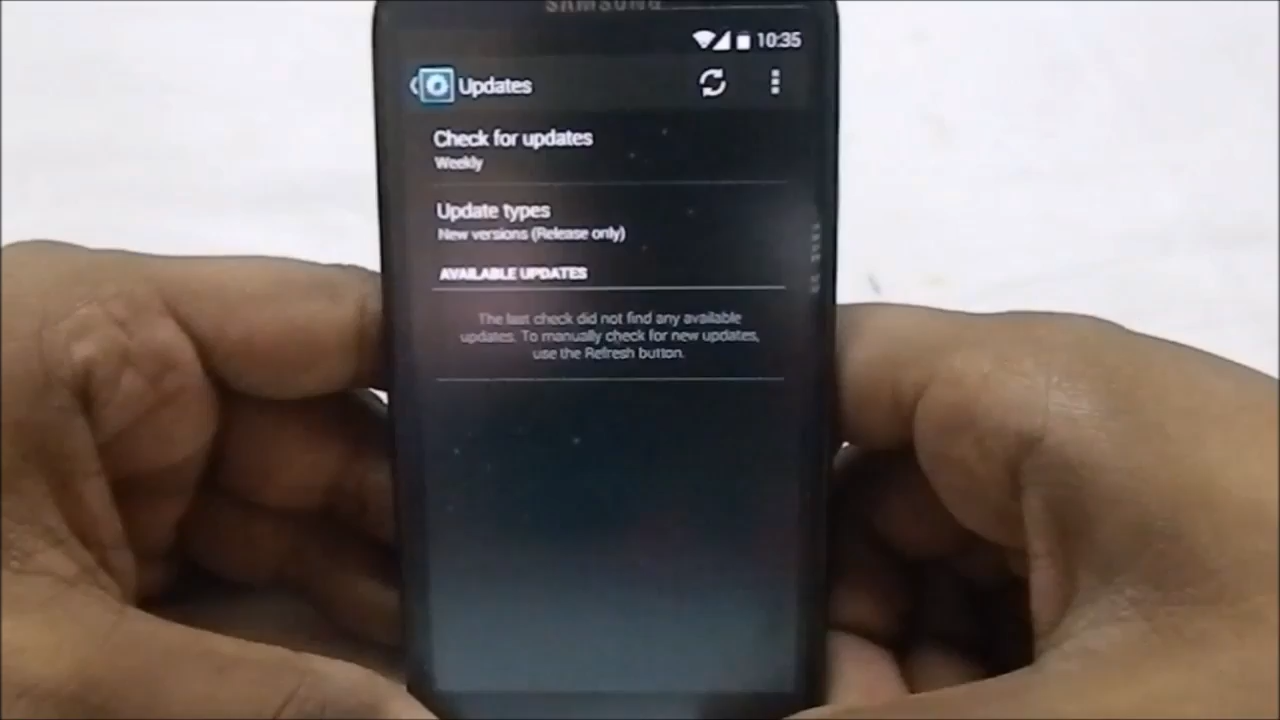 SAMSUNG
10:35
Updates
Check for updates
Weekly
Update types
New versions (Release only)
AVAILABLE UPDATES
The last check did not find any available
updates. To manually check for new updates,
use the Refresh button.